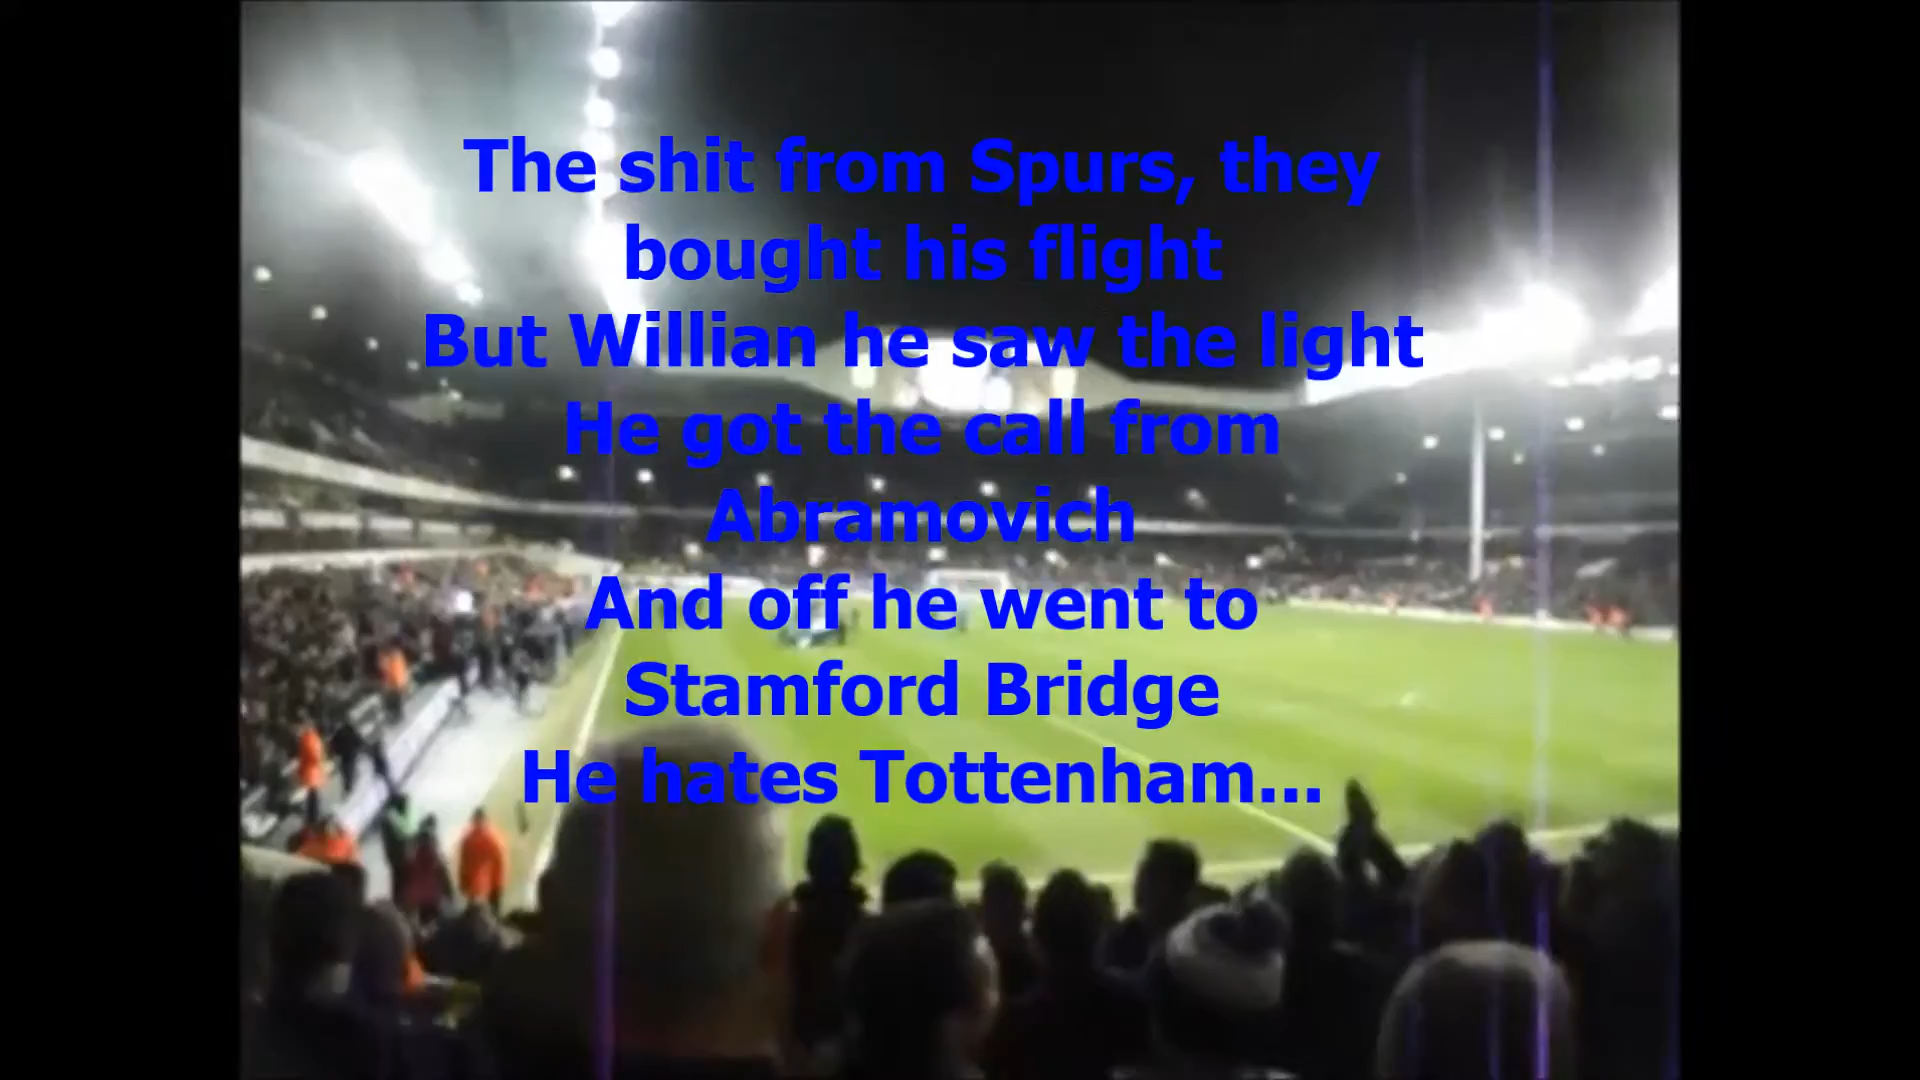 The shit from Spurs, they
bought his flight
But Willian he saw the light
He got the call from
Abramovich
And off he went to
Stamford Bridge
He hates Tottenham...